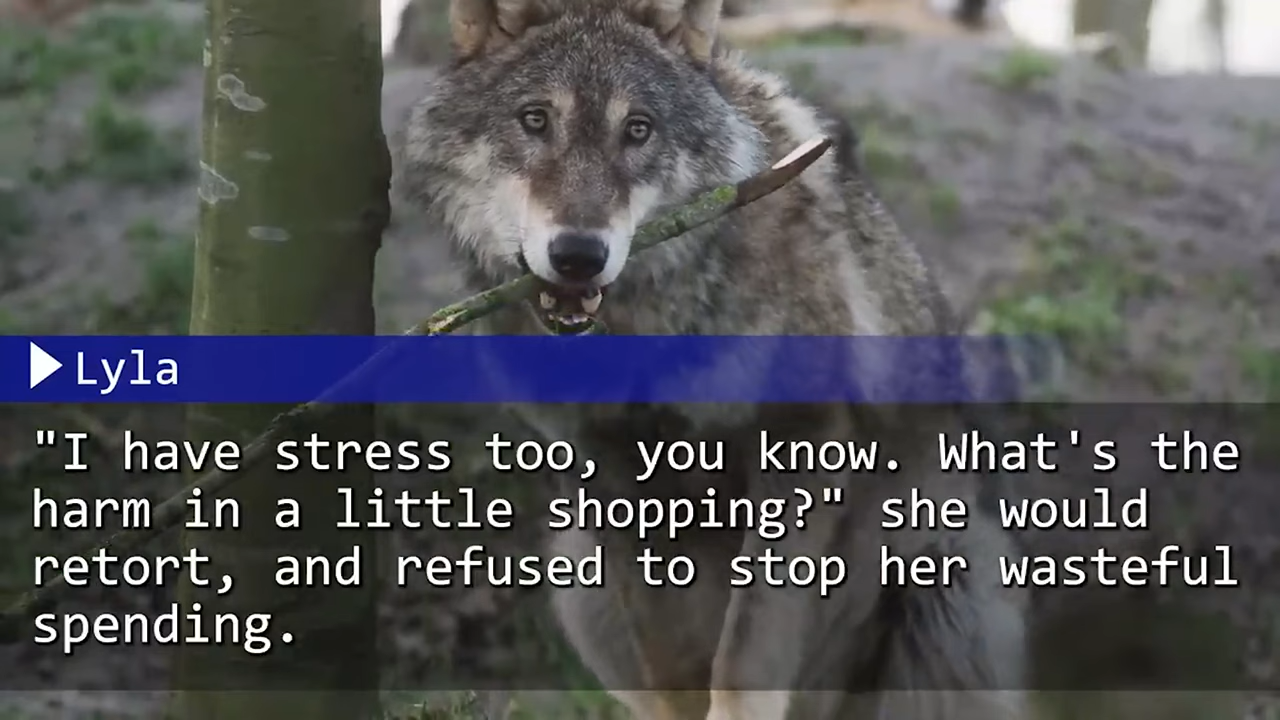 Lyla
"I have stress too, you know. What's the
harm in a little shopping?" she would
retort, and refused to stop her wasteful
spending.